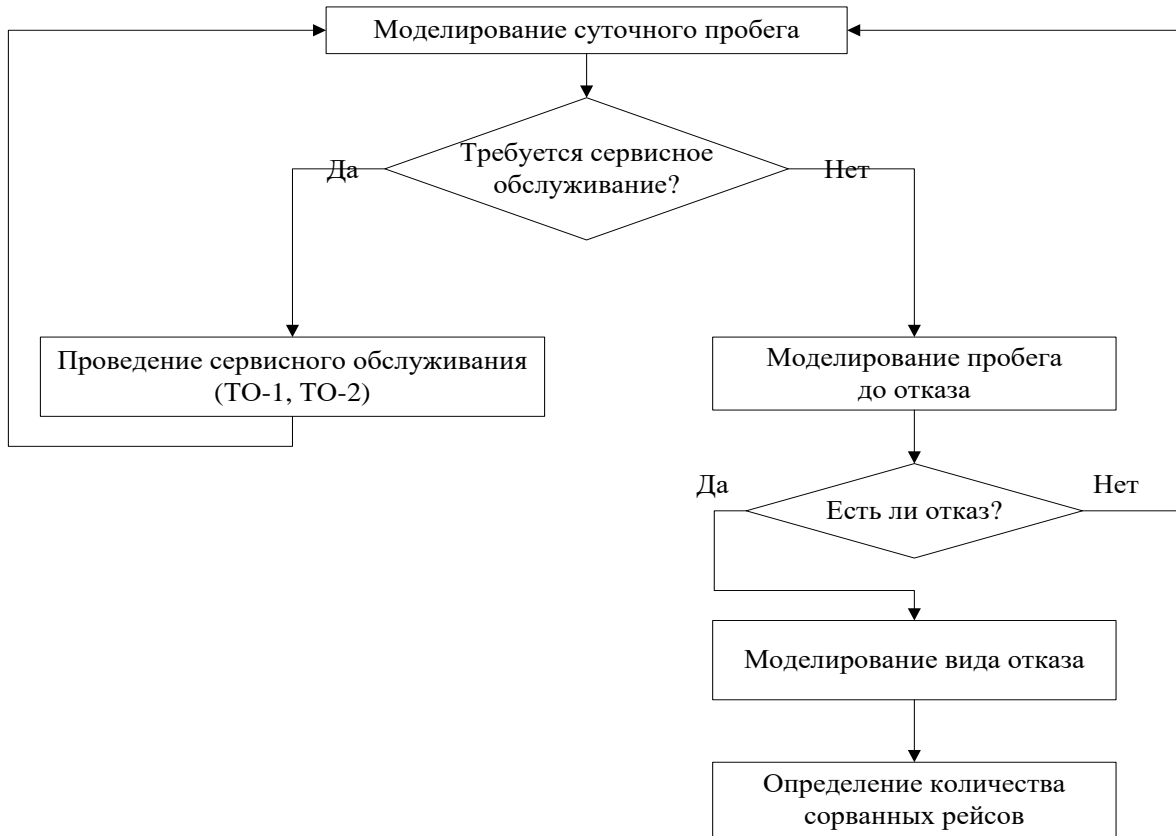 Моделирование суточного пробега
Требуется сервисное
обслуживание?
Да
Нет
Проведение сервисного обслуживания
(ТО-1, ТО-2)
Моделирование пробега
до отказа
Да
Нет
Есть ли отказ?
Моделирование вида отказа
Определение количества
сорванных рейсов